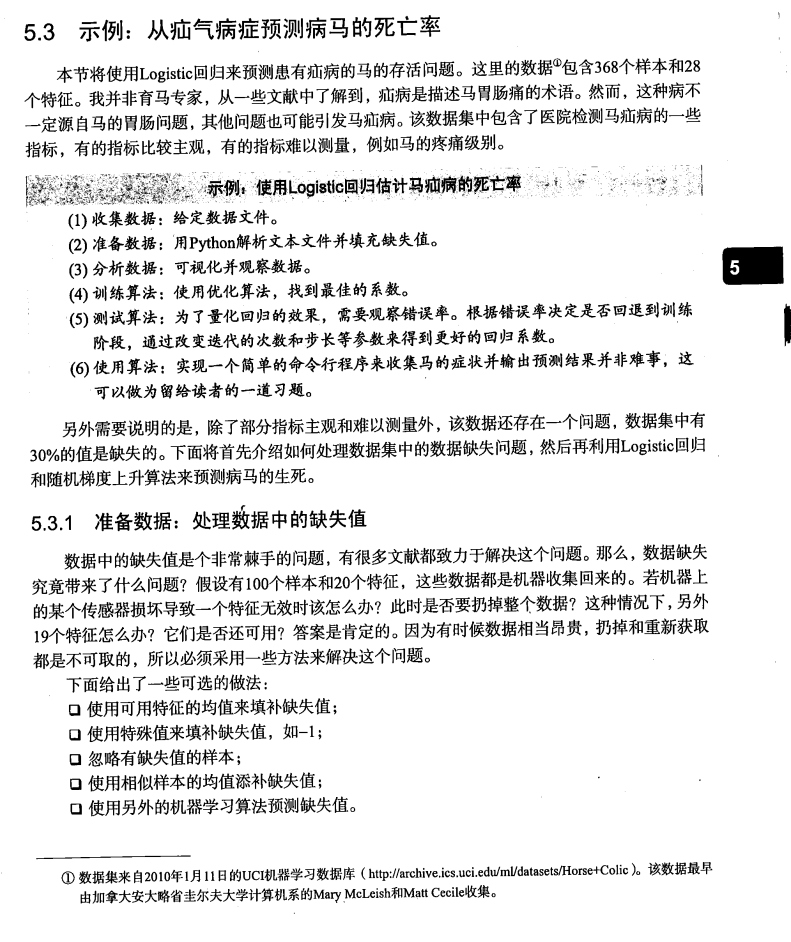 5.3 示例：从疝气病症预测病马的死亡率
本节将使用Logistic回归来预测患有疝病的马的存活问题。这里的数据①包含368个样本和28
个特征。我并非育马专家，从一些文献中了解到，疝病是描述马胃肠痛的术语。然而，这种病不
一定源自马的胃肠问题，其他问题也可能引发马疝病。该数据集中包含了医院检测马疝病的一些
指标，有的指标比较主观，有的指标难以测量，例如马的疼痛级别。
示例：使用Logistic回归估计马疝病的死亡率
(1) 收集数据：给定数据文件。
(2) 准备数据：用Python解析文本文件并填充缺失值。
(3) 分析数据：可视化并观察数据。
5
(4) 训练算法：使用优化算法，找到最佳的系数。
(5) 测试算法：为了量化回归的效果，需要观察错误率。根据错误率决定是否回退到训练
阶段，通过改变迭代的次数和步长等参数来得到更好的回归系数。
(6) 使用算法：实现一个简单的命令行程序来收集马的症状并输出预测结果并非难事，这
可以做为留给读者的一道习题。
另外需要说明的是，除了部分指标主观和难以测量外，该数据还存在一个问题，数据集中有
30%的值是缺失的。下面将首先介绍如何处理数据集中的数据缺失问题，然后再利用Logistic回归
和随机梯度上升算法来预测病马的生死。
5.3.1 准备数据：处理数据中的缺失值
数据中的缺失值是个非常棘手的问题，有很多文献都致力于解决这个问题。那么，数据缺失
究竟带来了什么问题？假设有100个样本和20个特征，这些数据都是机器收集回来的。若机器上
的某个传感器损坏导致一个特征无效时该怎么办？此时是否要扔掉整个数据？这种情况下，另外
19个特征怎么办？它们是否还可用？答案是肯定的。因为有时候数据相当昂贵，扔掉和重新获取
都是不可取的，所以必须采用一些方法来解决这个问题。
下面给出了一些可选的做法：
❑ 使用可用特征的均值来填补缺失值；
❑ 使用特殊值来填补缺失值，如−1；
❑ 忽略有缺失值的样本；
❑ 使用相似样本的均值添补缺失值；
❑ 使用另外的机器学习算法预测缺失值。
① 数据集来自2010年1月11日的UCI机器学习数据库（http://archive.ics.uci.edu/ml/datasets/Horse+Colic）。该数据最早
由加拿大安大略省圭尔夫大学计算机系的Mary McLeish和Matt Cecile收集。